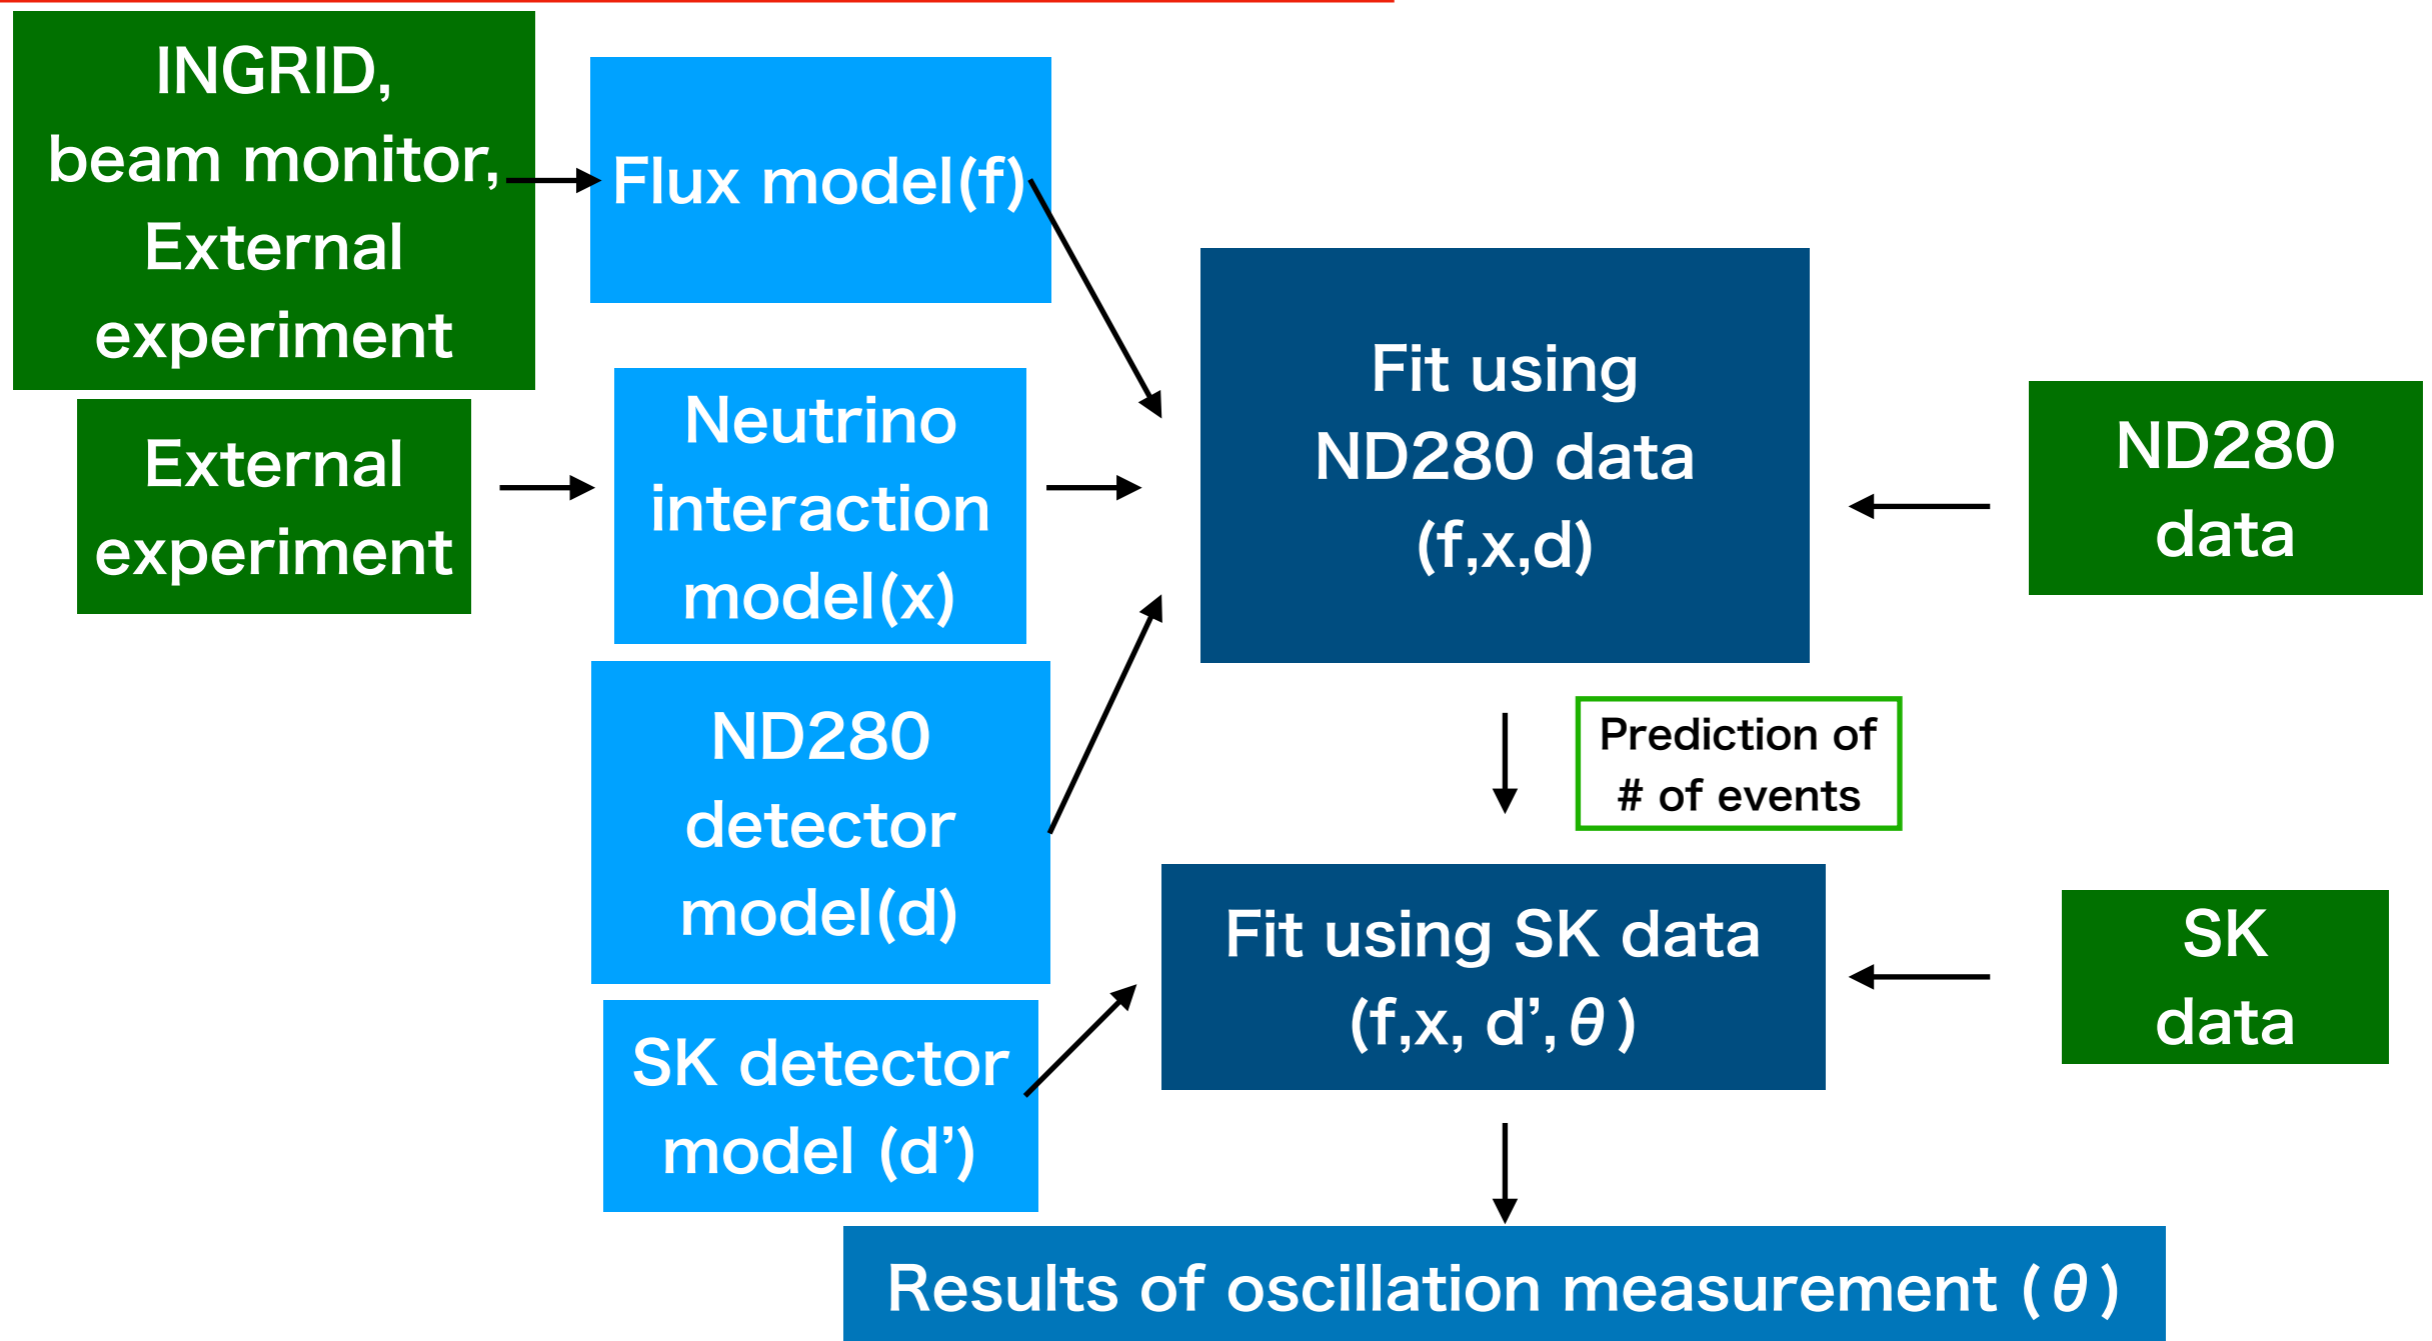 INGRID,
beam monitor,
External
experiment
Flux model(f)
External
experiment
Neutrino
interaction
model(x)
ND280
detector
model(d)
SK detector
model (d’)
Fit using
ND280 data
(f,x,d)
ND280
data
Prediction of
# of events
Fit using SK data
(f,x, d’,θ)
SK
data
Results of oscillation measurement (θ)